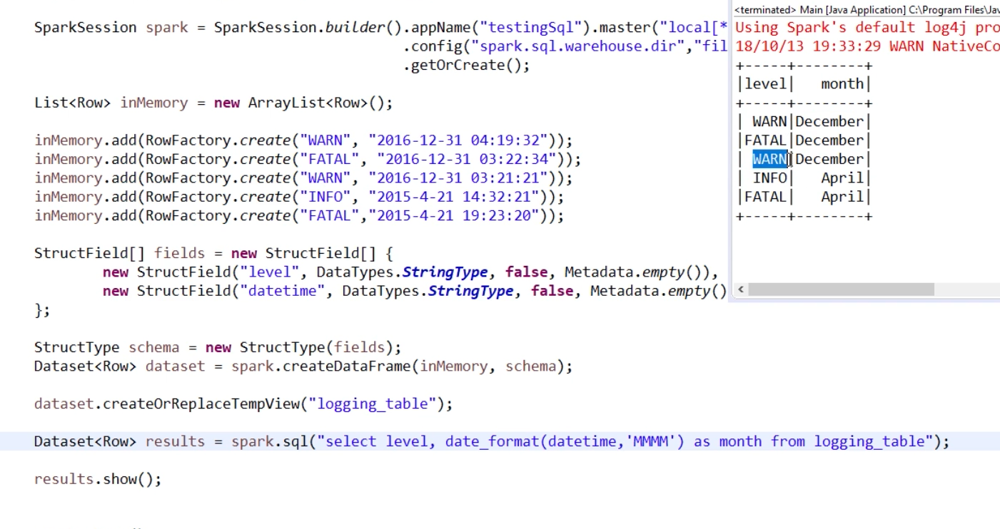 SparkSession spark = SparkSession.builder().appName("testingSql").master("local[*
.config("spark.sql.warehouse.dir","fil
.getOrCreate();
List<Row> inMemory = new ArrayList<Row>();
inMemory.add(RowFactory.create("WARN", "2016-12-31 04:19:32"));
inMemory.add(RowFactory.create("FATAL", "2016-12-31 03:22:34"));
inMemory.add(RowFactory.create("WARN", "2016-12-31 03:21:21"));
inMemory.add(RowFactory.create("INFO", "2015-4-21 14:32:21"));
inMemory.add(RowFactory.create("FATAL","2015-4-21 19:23:20"));
StructField[] fields = new StructField[] {
new StructField("level", DataTypes.StringType, false, Metadata.empty()),
new StructField("datetime", DataTypes.StringType, false, Metadata.empty()
};
StructType schema = new StructType(fields);
Dataset<Row> dataset = spark.createDataFrame(inMemory, schema);
dataset.createOrReplaceTempView("logging_table");
Dataset<Row> results = spark.sql("select level, date_format(datetime,'MMMM') as month from logging_table");
results.show();
<terminated> Main [Java Application] C:\Program Files\Jav
Using Spark's default log4j pro
18/10/13 19:33:29 WARN NativeCo
+-----+--------+
|level|   month|
+-----+--------+
| WARN|December|
|FATAL|December|
| WARN|December|
| INFO|   April|
|FATAL|   April|
+-----+--------+